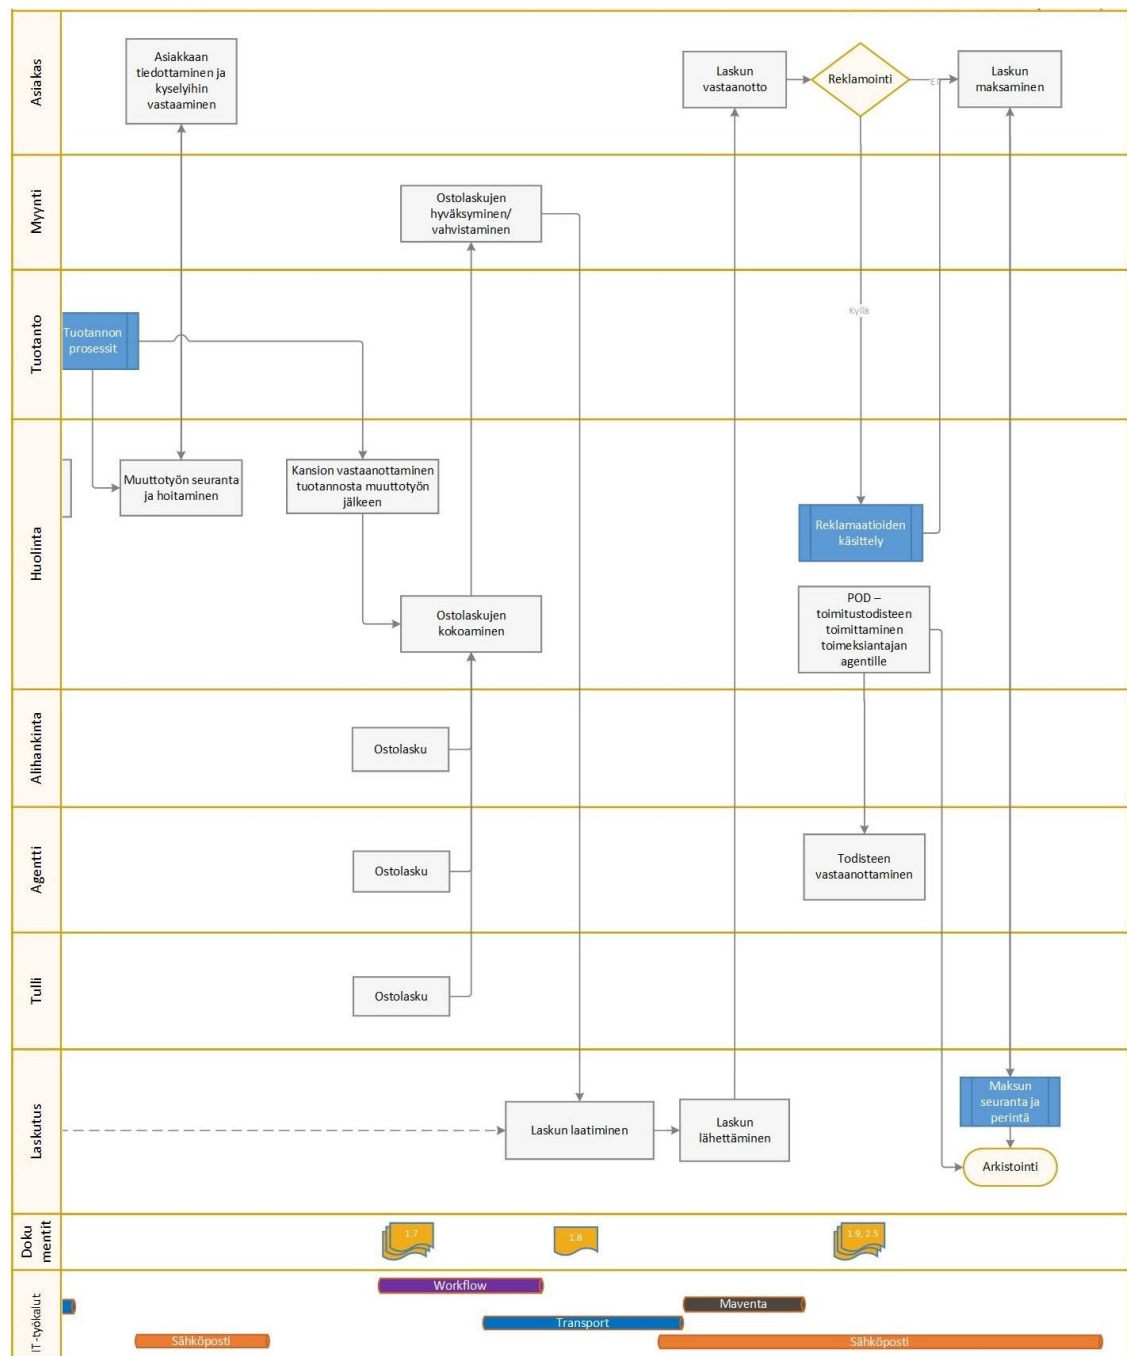 Asiakas
Asiakkaan
tiedottaminen ja
kyselyihin
vastaaminen
Laskun
vastaanotto
Reklamointi
Laskun
maksaminen
Myynti
Ostolaskujen
hyväksyminen/
vahvistaminen
Tuotanto
Tuotannon
prosessit
Kyllä
Huolinta
Muuttotyön seuranta
ja hoitaminen
Kansion vastaanottaminen
tuotannosta muuttotyön
jälkeen
Reklamaatioiden
käsittely
Ostolaskujen
kokoaminen
POD –
toimitustodisteen
toimittaminen
toimeksiantajan
agentille
Alihankinta
Ostolasku
Agentti
Ostolasku
Todisteen
vastaanottaminen
Tulli
Ostolasku
Laskutus
Laskun laatiminen
Laskun
lähettäminen
Maksun
seuranta ja
perintä
Arkistointi
Doku
mentit
1.7
1.8
1.9, 2.5
IT-työkalut
Workflow
Maventa
Transport
Sähköposti
Sähköposti